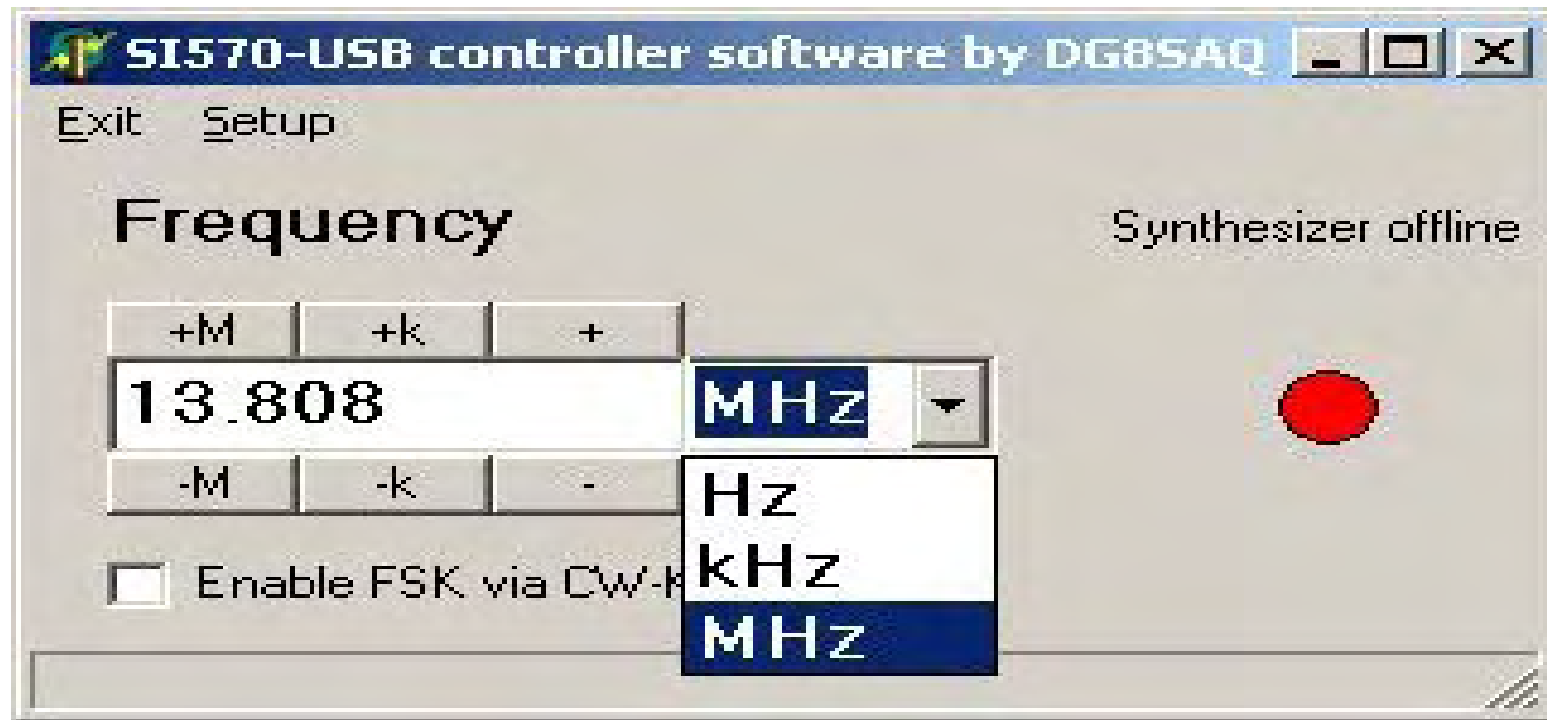 SI570-USB controller software by DG8SAQ
Exit Setup
Frequency
Synthesizer offline
+M +k +
13.808 MHz
-M -k -
Hz
kHz
Enable FSK via CW-K
MHz